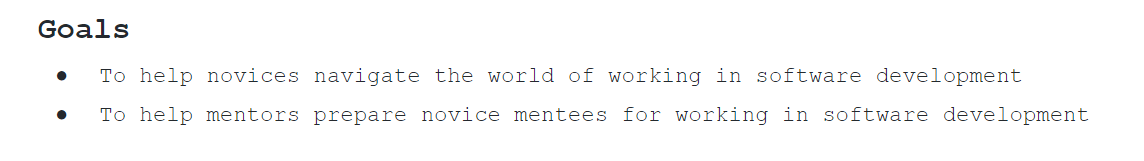 Goals
● To help novices navigate the world of working in software development
● To help mentors prepare novice mentees for working in software development